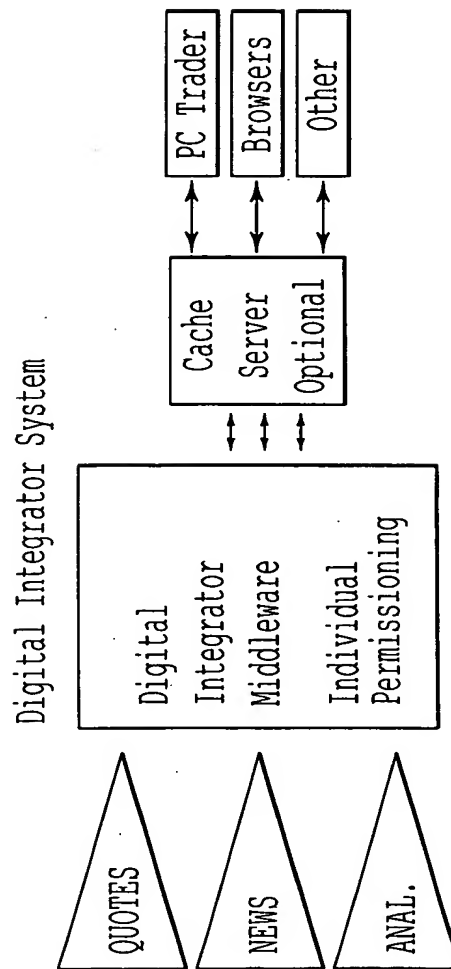 Digital Integrator System
QUOTES
NEWS
ANAL.
Digital
Integrator
Middleware
Individual
Permissioning
Cache
Server
Optional
PC Trader
Browsers
Other